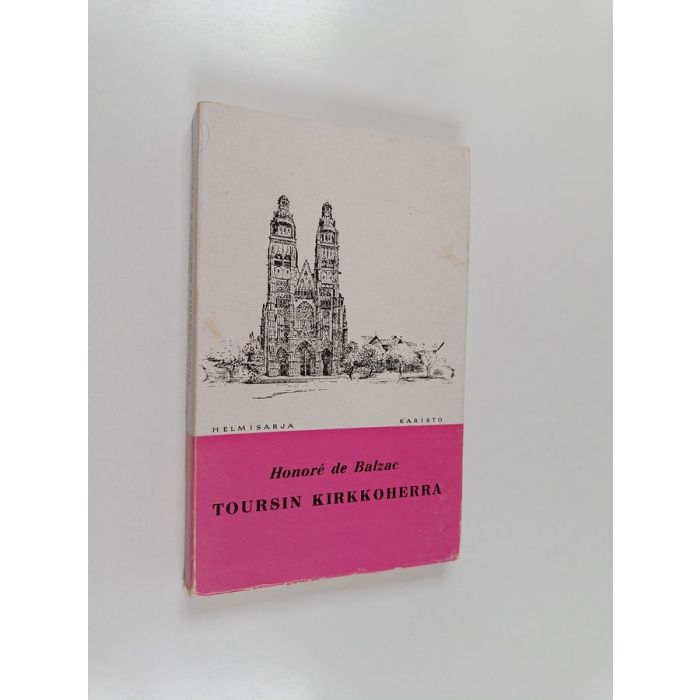 HELMISARJA KARISTO
Honoré de Balzac
TOURSIN KIRKKOHERRA